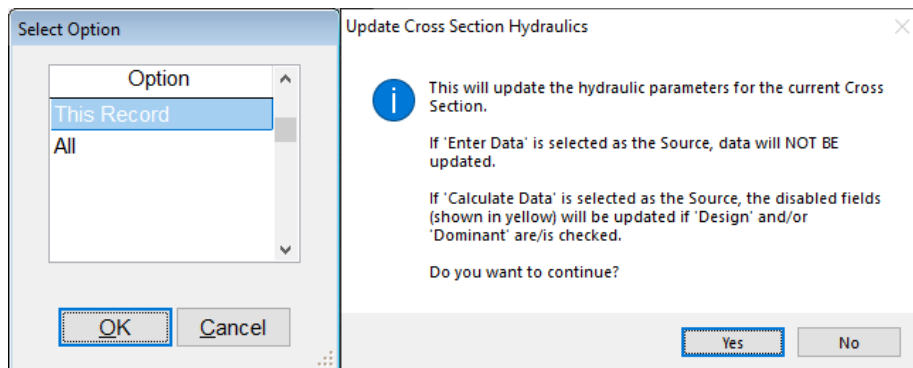 Select Option
Option
This Record
All
OK
Cancel
Update Cross Section Hydraulics
This will update the hydraulic parameters for the current Cross
Section.
If 'Enter Data' is selected as the Source, data will NOT BE
updated.
If 'Calculate Data' is selected as the Source, the disabled fields
(shown in yellow) will be updated if 'Design' and/or
'Dominant' are/is checked.
Do you want to continue?
Yes
No